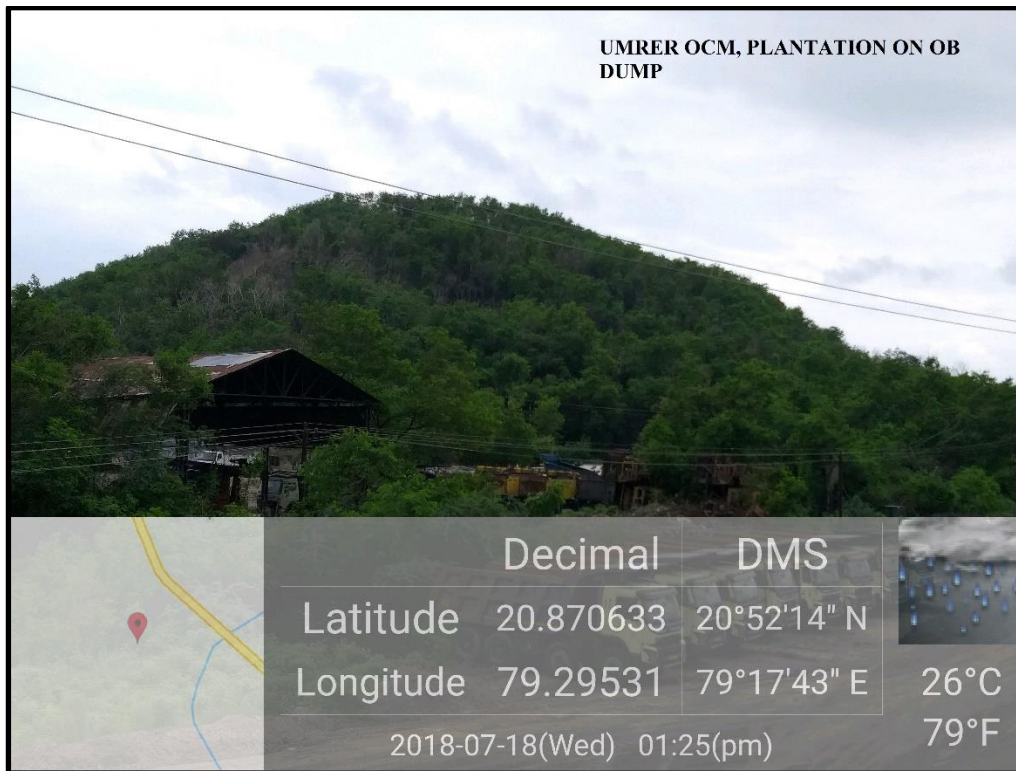 UMRER OCM, PLANTATION ON OB
DUMP
Decimal DMS
Latitude 20.870633 20°52'14" N
Longitude 79.29531 79°17'43" E
26°C
79°F
2018-07-18(Wed) 01:25(pm)